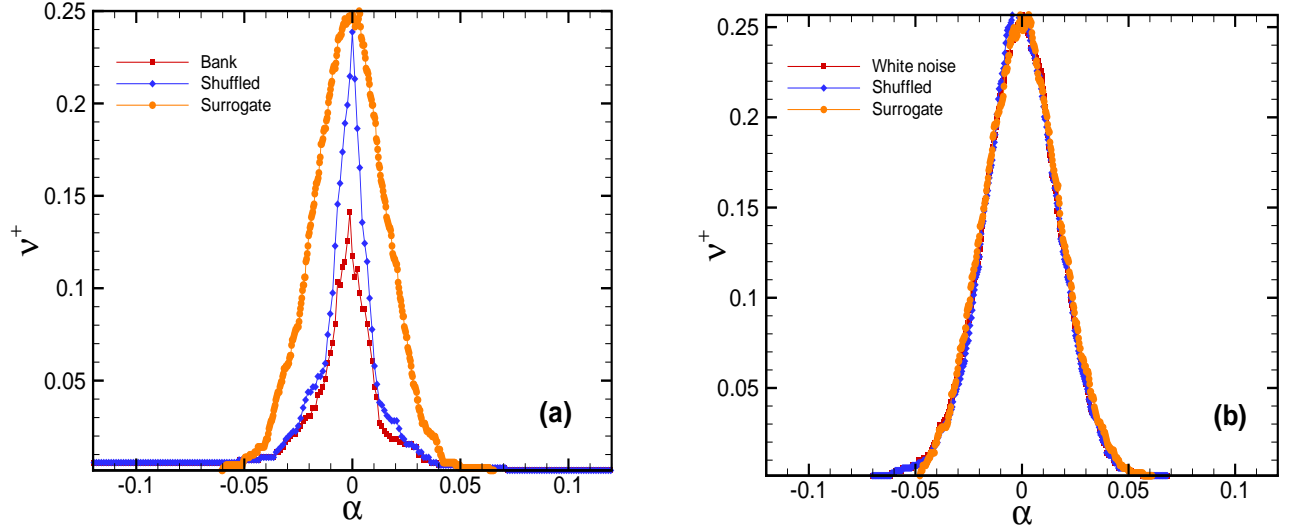 0.25
0.2
0.15
0.1
0.05
ν+
Bank
Shuffled
Surrogate
(a)
-0.1 -0.05 0 0.05 0.1
α
0.25
0.2
0.15
0.1
0.05
ν+
White noise
Shuffled
Surrogate
(b)
-0.1 -0.05 0 0.05 0.1
α